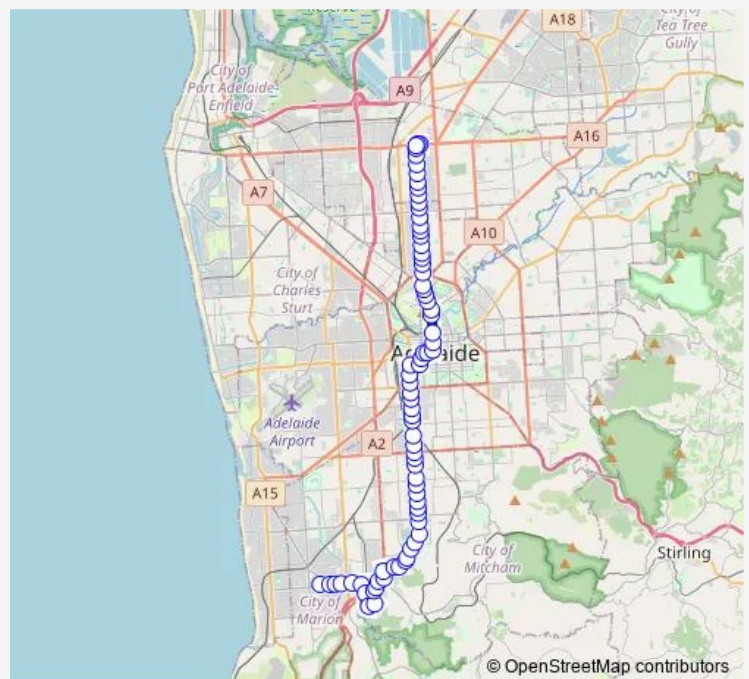 A18
City of
Tea Tree
Gully
City of
Port Adelaide-
Enfield
A9
A16
A7
A10
City of
Charles
Sturt
Adelaide
Adelaide
Airport
A2
A15
City of
Mitcham
Stirling
City of
Marion
© OpenStreetMap contributors